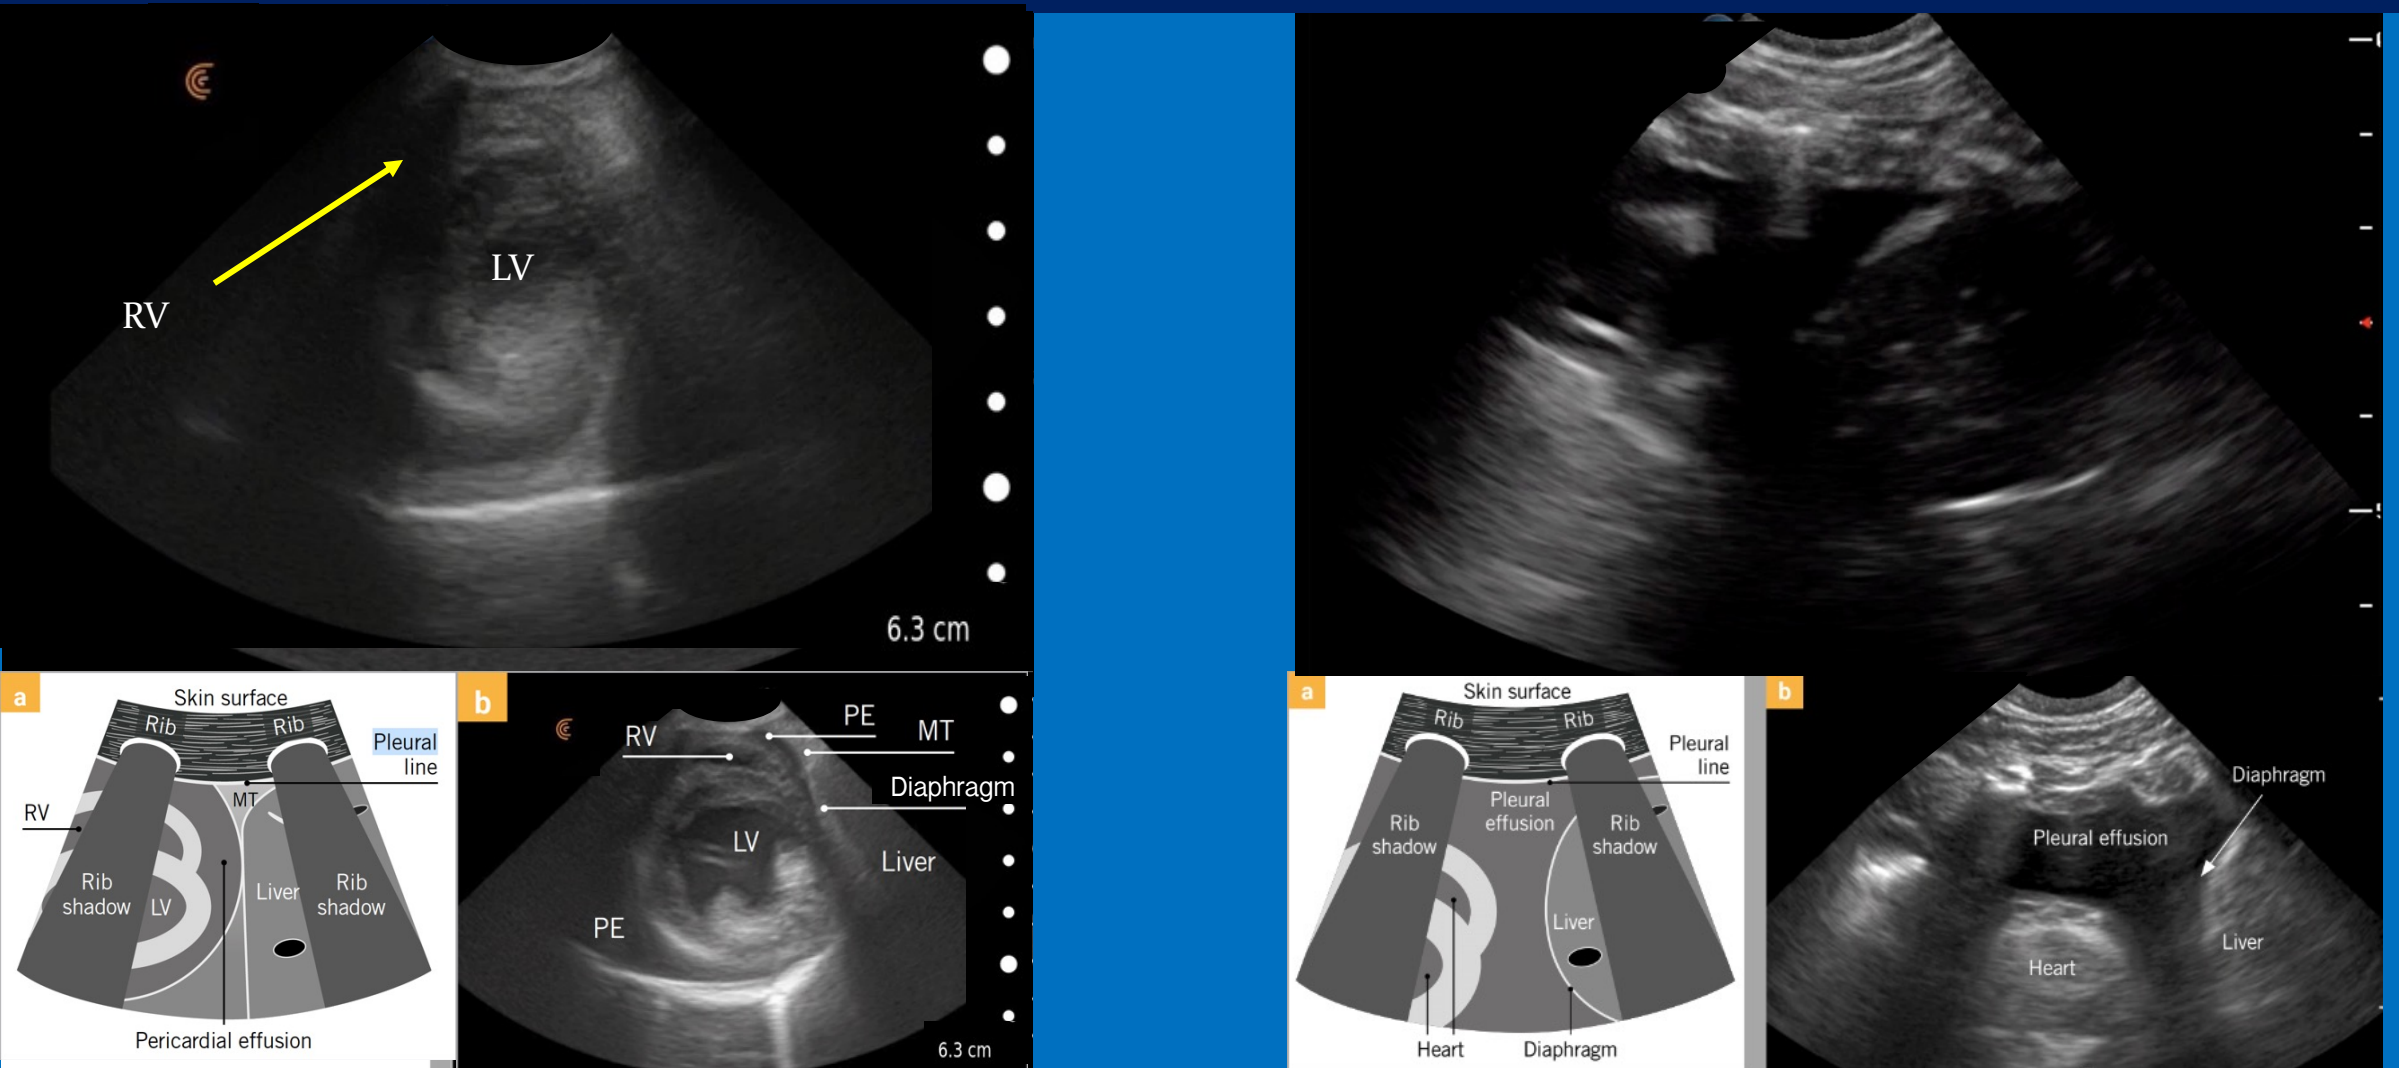 LV
RV
6.3 cm
a
Skin surface
Rib
Rib
Pleural
line
MT
RV
Rib
shadow
LV
Liver
Rib
shadow
Pericardial effusion
b
RV
PE
MT
Diaphragm
LV
Liver
PE
6.3 cm
a
Skin surface
Rib
Rib
Pleural
line
Pleural
effusion
Rib
shadow
Rib
shadow
Liver
Heart
Diaphragm
b
Diaphragm
Pleural effusion
Liver
Heart